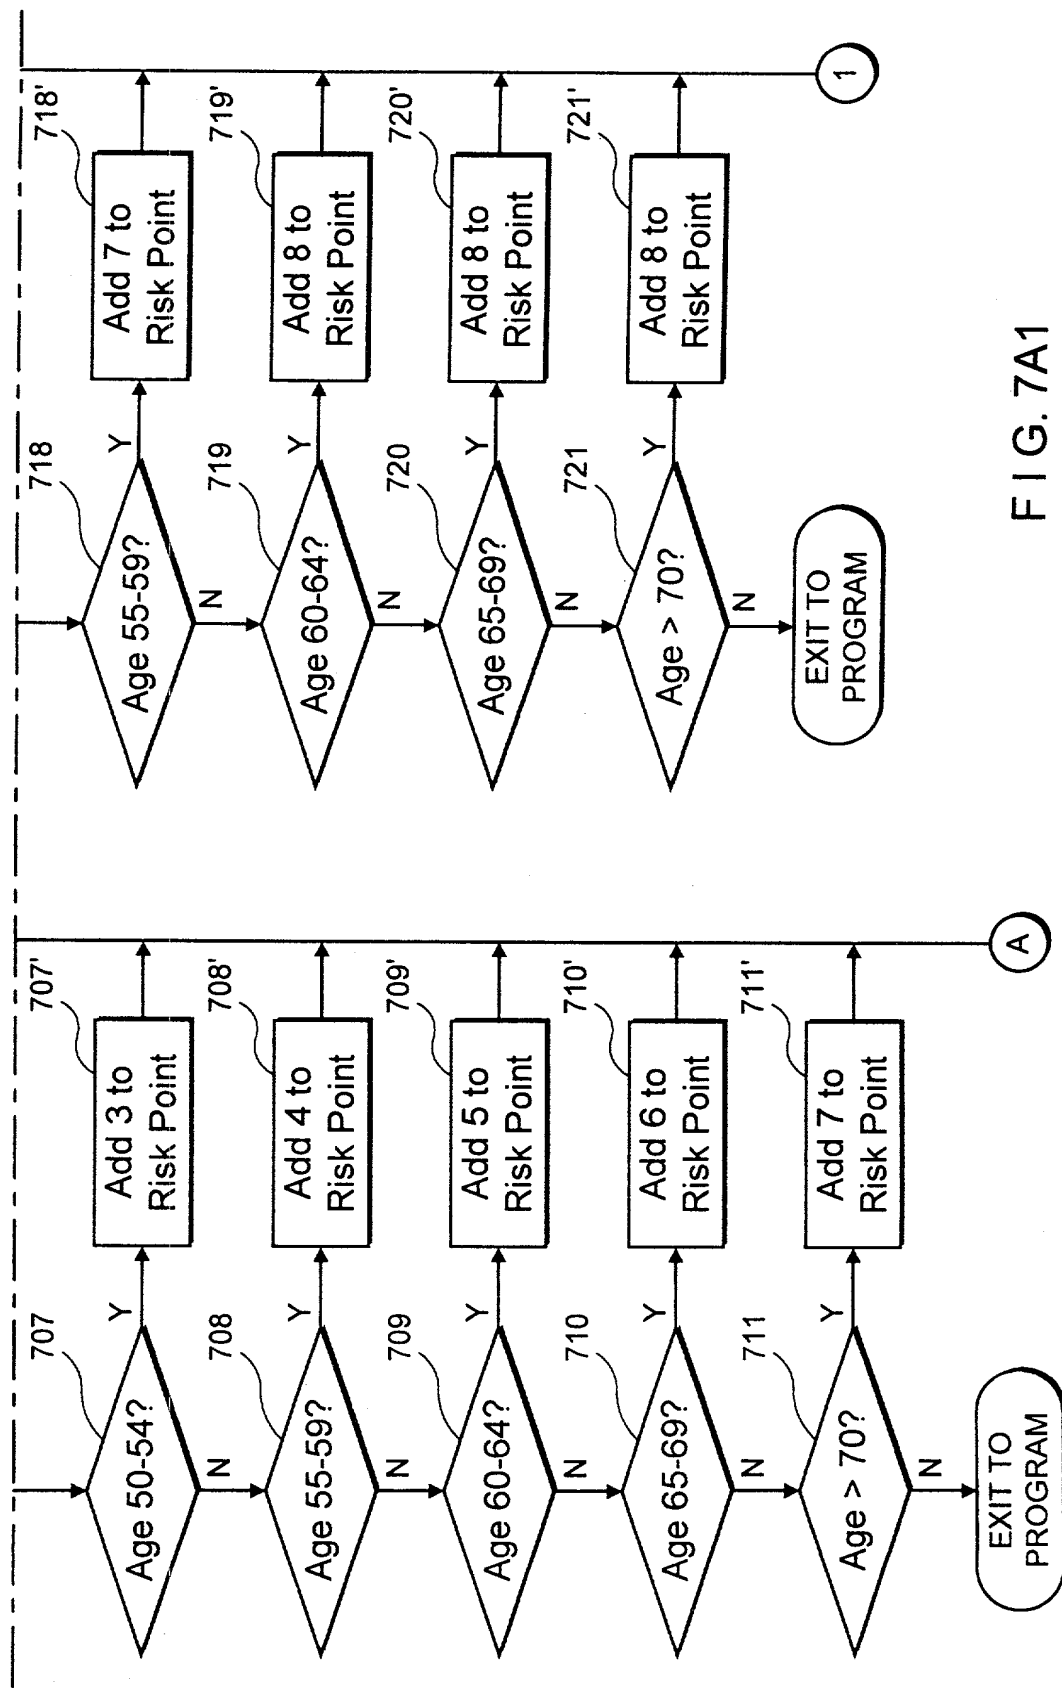 707
Age 50-54?
Y
N
707'
Add 3 to
Risk Point
708
Age 55-59?
Y
N
708'
Add 4 to
Risk Point
709
Age 60-64?
Y
N
709'
Add 5 to
Risk Point
710
Age 65-69?
Y
N
710'
Add 6 to
Risk Point
711
Age > 70?
Y
N
711'
Add 7 to
Risk Point
EXIT TO
PROGRAM
A
718
Age 55-59?
Y
N
718'
Add 7 to
Risk Point
719
Age 60-64?
Y
N
719'
Add 8 to
Risk Point
720
Age 65-69?
Y
N
720'
Add 8 to
Risk Point
721
Age > 70?
Y
N
721'
Add 8 to
Risk Point
EXIT TO
PROGRAM
1
FIG. 7A1